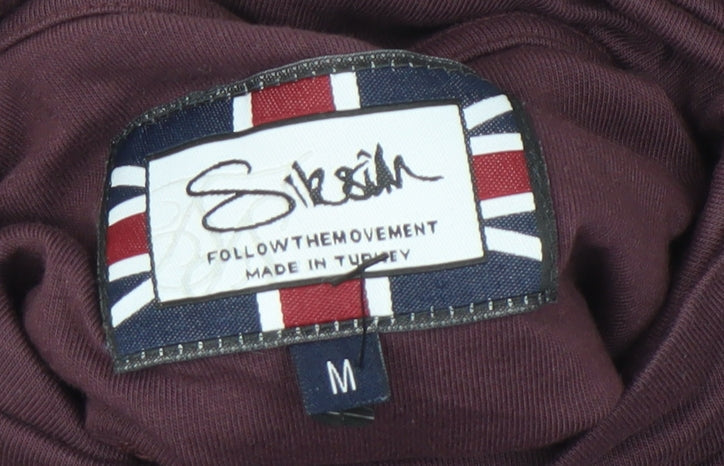 Siksilk
FOLLOWTHEMOVEMENT
MADE IN TURKEY
M